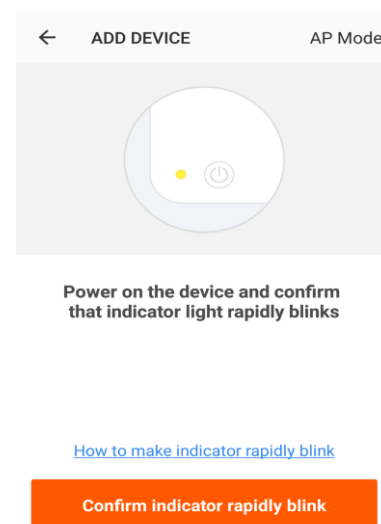 ADD DEVICE
AP Mode
Power on the device and confirm
that indicator light rapidly blinks
How to make indicator rapidly blink
Confirm indicator rapidly blink